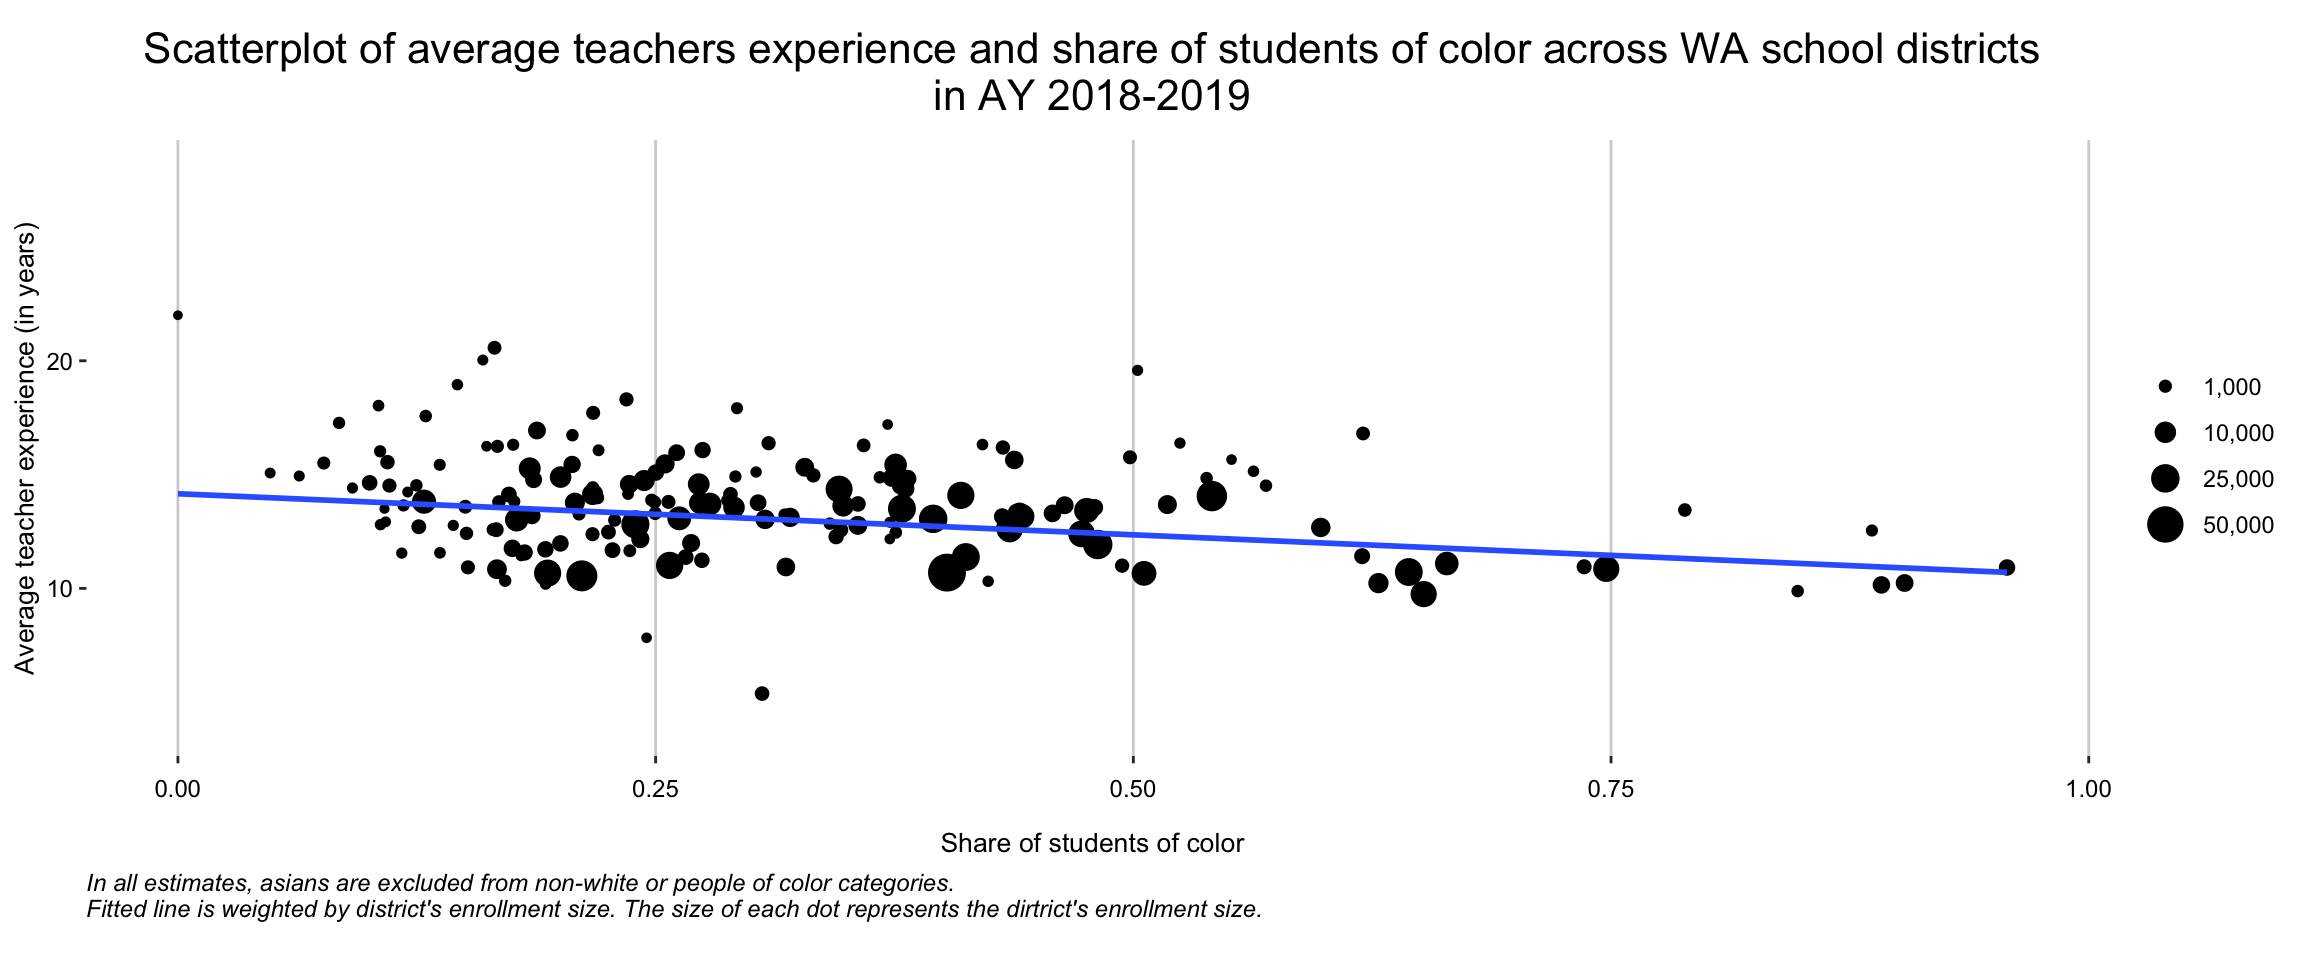 Scatterplot of average teachers experience and share of students of color across WA school districts
in AY 2018-2019
Average teacher experience (in years)
20
10
0.00
0.25
0.50
0.75
1.00
Share of students of color
1,000
10,000
25,000
50,000
In all estimates, asians are excluded from non-white or people of color categories.
Fitted line is weighted by district's enrollment size. The size of each dot represents the dirtrict's enrollment size.